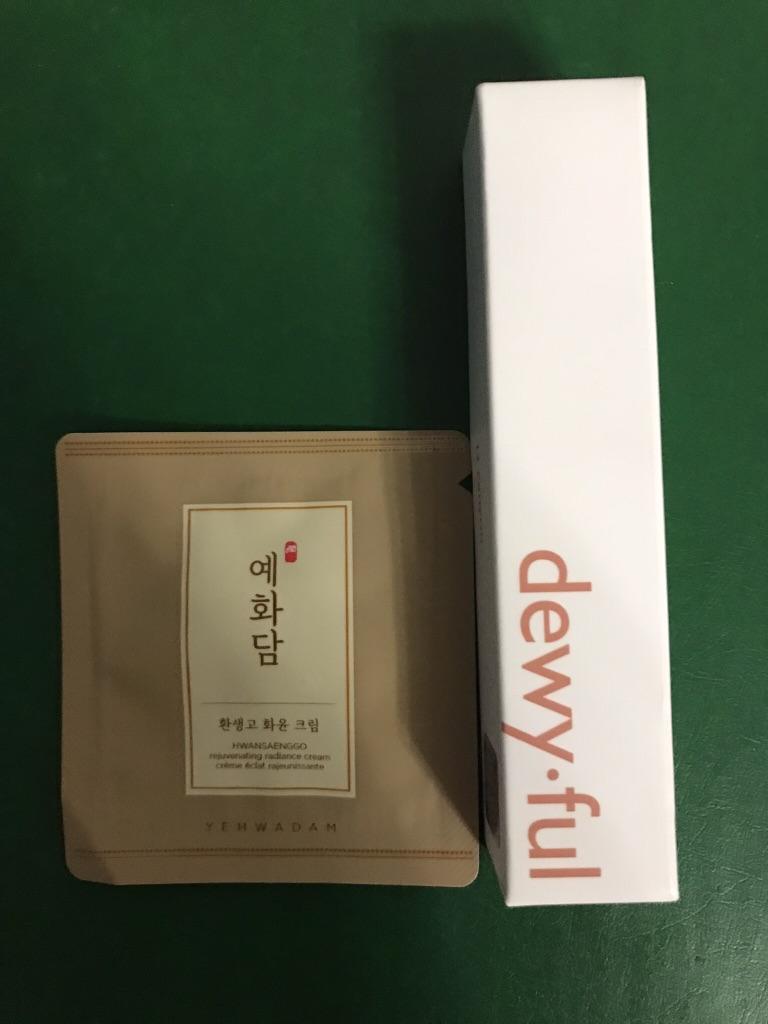 예화담
환생고 화윤 크림
HWANSAENGGO
rejuvenating radiance cream
crème éclat rajeunissante
YEHWADAM
dewy·ful